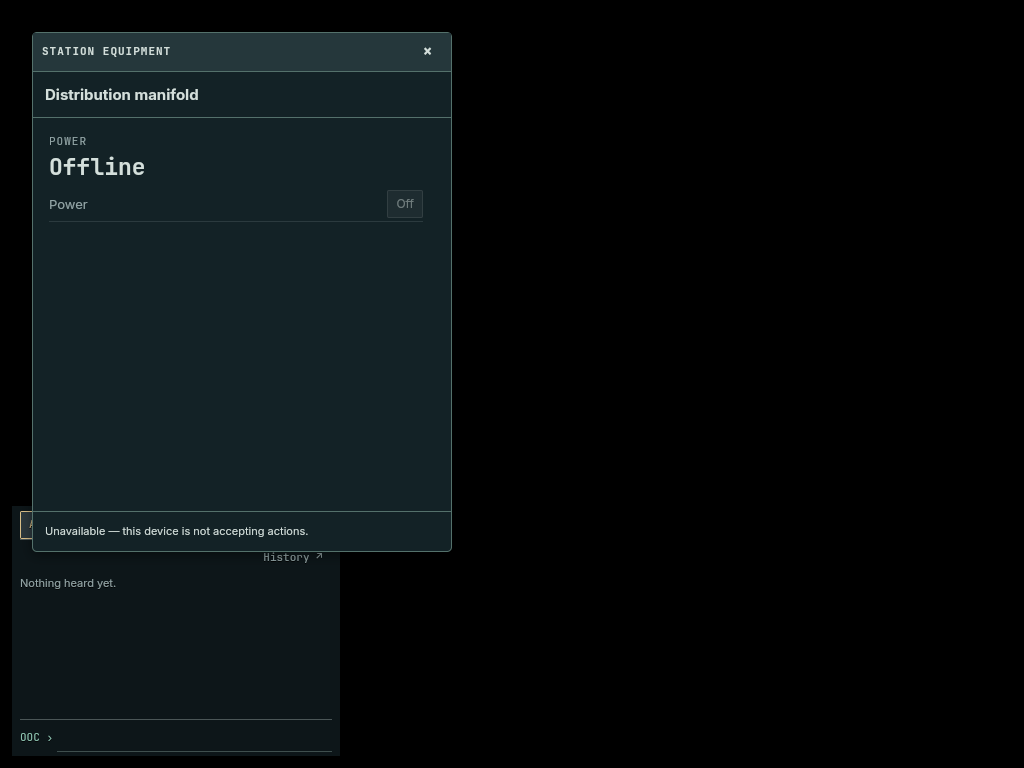 STATION EQUIPMENT ×
Distribution manifold
POWER
Offline
Power Off
Unavailable — this device is not accepting actions.
History ↗
Nothing heard yet.
OOC ›